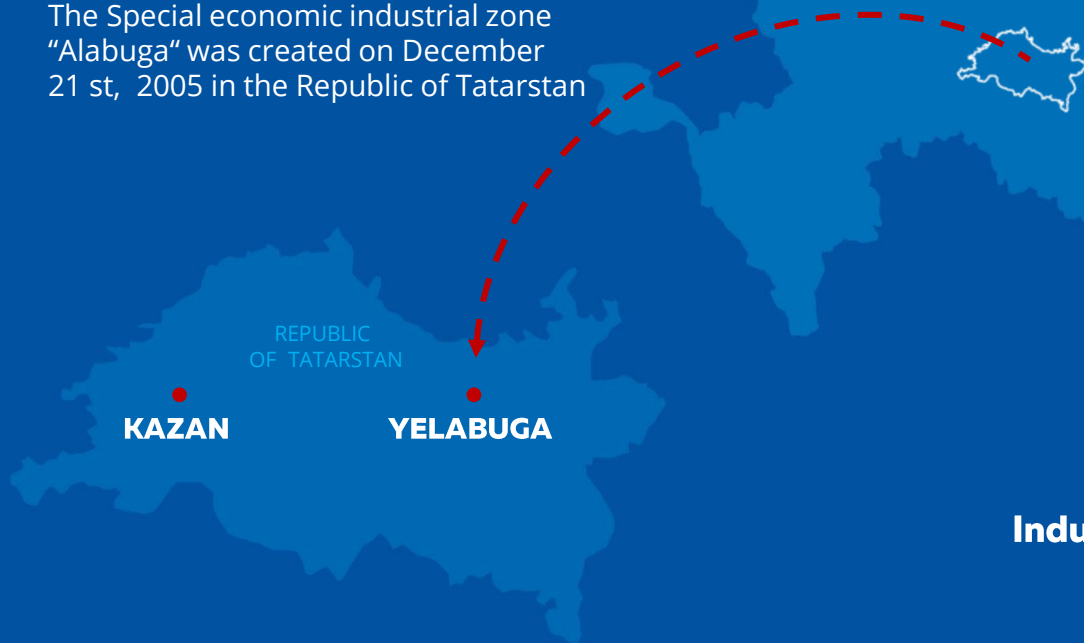 The Special economic industrial zone
“Alabuga“ was created on December
21 st, 2005 in the Republic of Tatarstan
REPUBLIC
OF TATARSTAN
KAZAN
YELABUGA
Indu